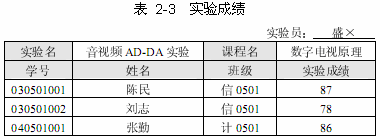 表 2-3 实验成绩
实验员: 盛×
实验名 音视频 AD-DA 实验 课程名 数字电视原理
学号 姓名 班级 实验成绩
030501001 陈民 信 0501 87
030501002 刘志 信 0501 78
040501001 张勤 计 0501 86